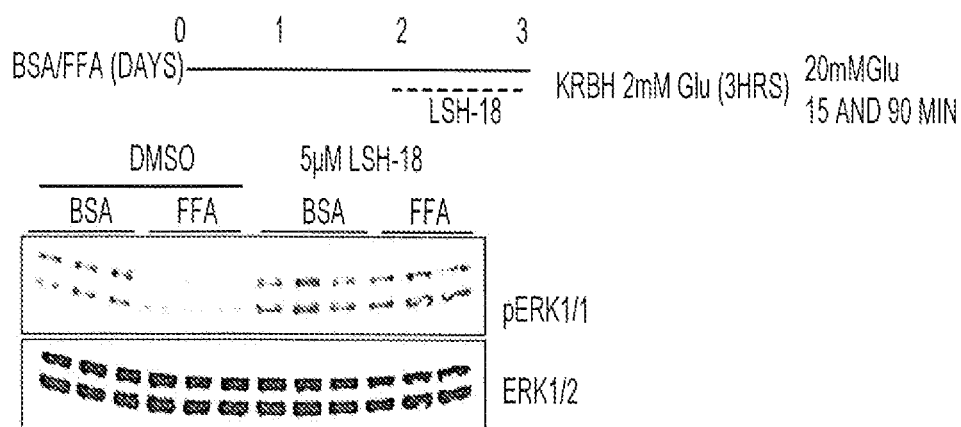 0 1 2 3
BSA/FFA (DAYS)
LSH-18
KRBH 2mM Glu (3HRS)
20mMGlu
15 AND 90 MIN
DMSO 5µM LSH-18
BSA FFA BSA FFA
pERK1/1
ERK1/2